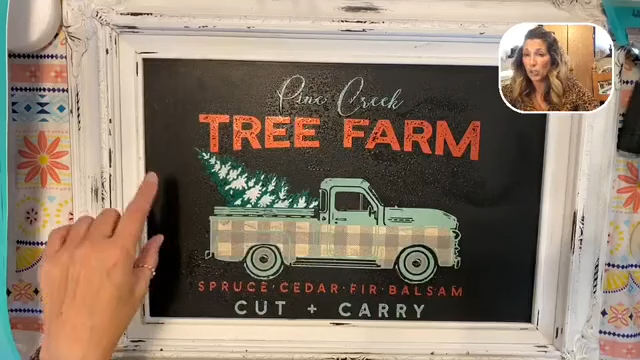 Pine Creek
TREE FARM
SPRUCE·CEDAR·FIR·BALSAM
CUT + CARRY